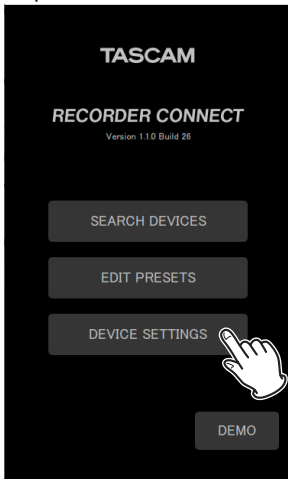 TASCAM
RECORDER CONNECT
Version 1.1.0 Build 26
SEARCH DEVICES
EDIT PRESETS
DEVICE SETTINGS
DEMO